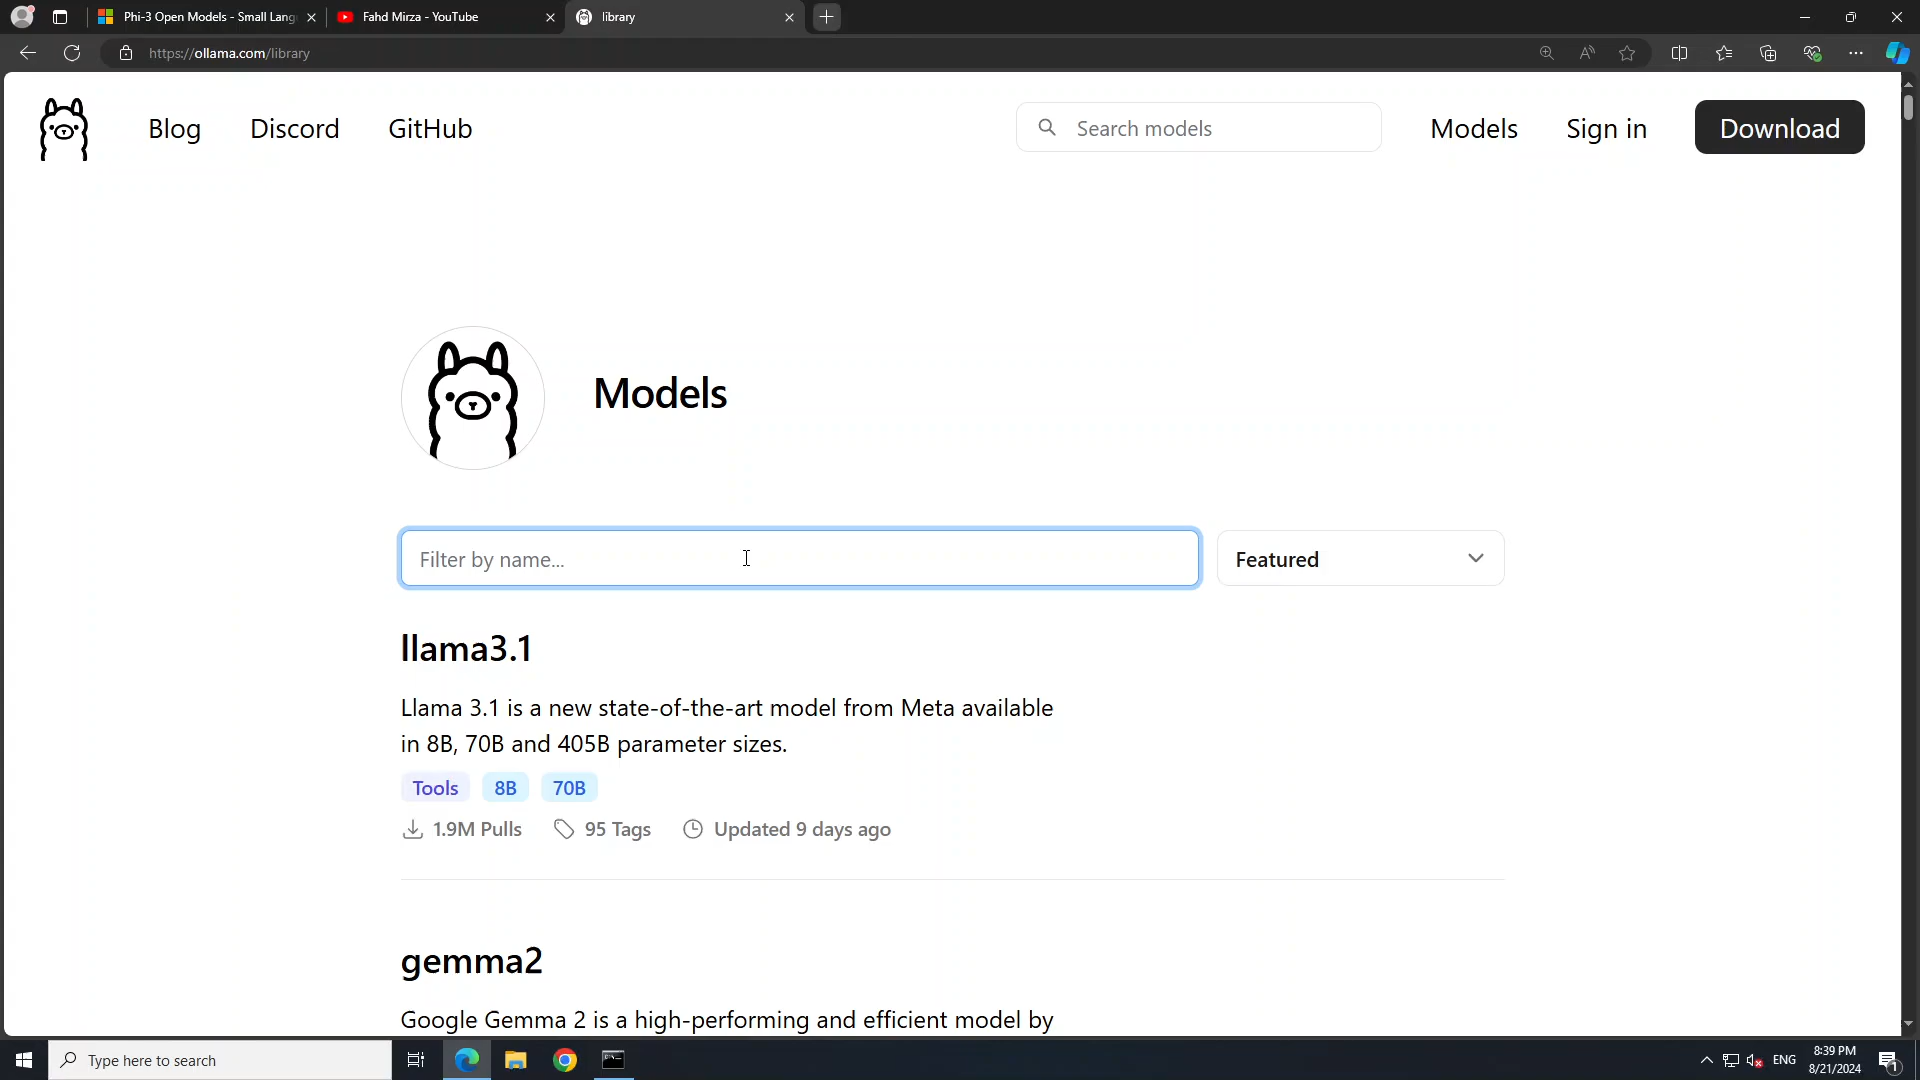 Phi-3 Open Models - Small Lang
Fahd Mirza - YouTube
library
https://ollama.com/library
Blog
Discord
GitHub
Search models
Models
Sign in
Download
Models
Filter by name...
Featured
llama3.1
Llama 3.1 is a new state-of-the-art model from Meta available
in 8B, 70B and 405B parameter sizes.
Tools 8B 70B
1.9M Pulls 95 Tags Updated 9 days ago
gemma2
Google Gemma 2 is a high-performing and efficient model by
Type here to search
ENG
8:39 PM
8/21/2024
1